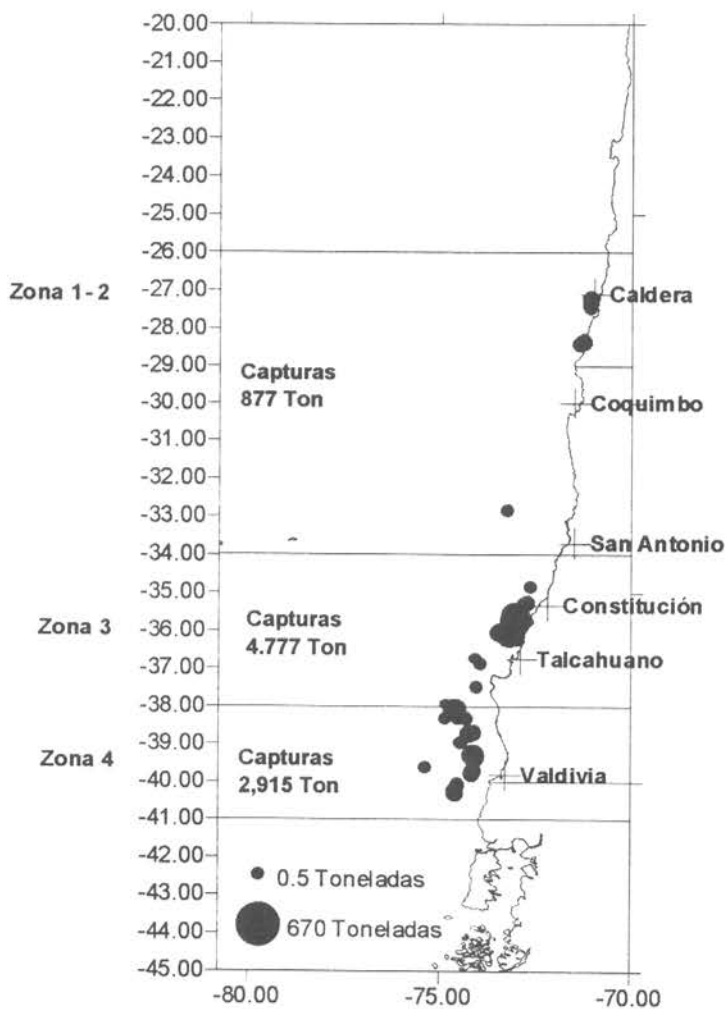 -20.00
-21.00
-22.00
-23.00
-24.00
-25.00
-26.00
Zona 1-2
-27.00
Caldera
-28.00
-29.00
Capturas
877 Ton
-30.00
Coquimbo
-31.00
-32.00
-33.00
San Antonio
-34.00
-35.00
Constitución
Zona 3
-36.00
Capturas
4.777 Ton
-37.00
Talcahuano
-38.00
-39.00
Zona 4
Capturas
2,915 Ton
-40.00
Valdivia
-41.00
-42.00
0.5 Toneladas
-43.00
-44.00
670 Toneladas
-45.00
-80.00
-75.00
-70.00